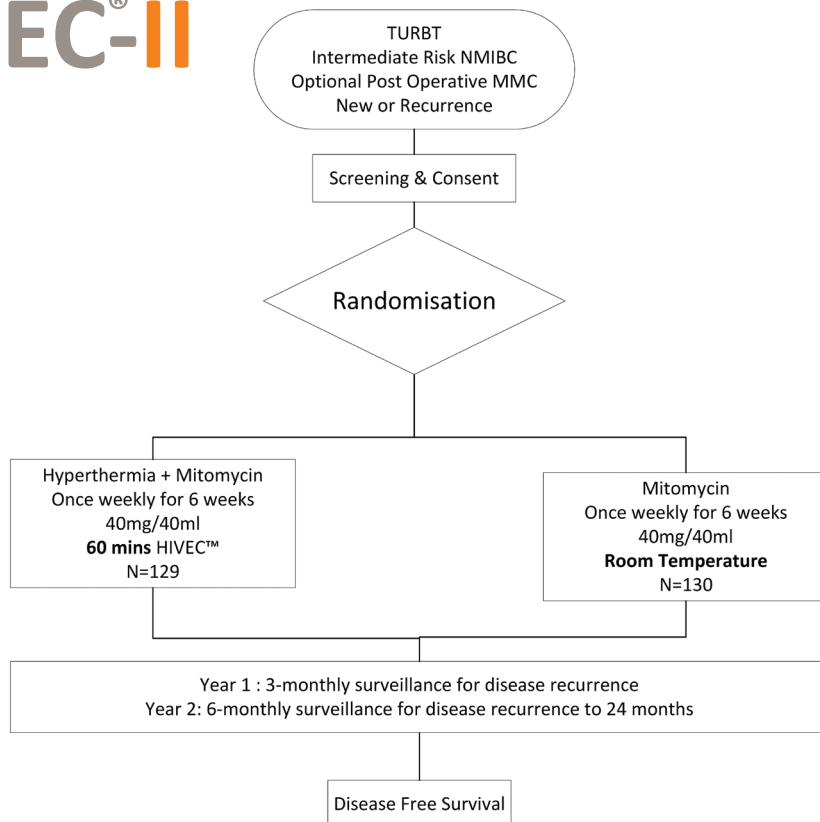 EC-II
®
TURBT
Intermediate Risk NMIBC
Optional Post Operative MMC
New or Recurrence
Screening & Consent
Randomisation
Hyperthermia + Mitomycin
Once weekly for 6 weeks
40mg/40ml
60 mins HIVEC™
N=129
Mitomycin
Once weekly for 6 weeks
40mg/40ml
Room Temperature
N=130
Year 1 : 3-monthly surveillance for disease recurrence
Year 2: 6-monthly surveillance for disease recurrence to 24 months
Disease Free Survival